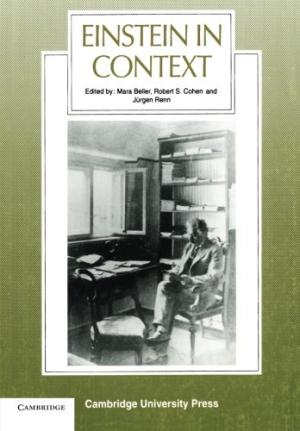 EINSTEIN IN
CONTEXT
Edited by: Mara Beller, Robert S. Cohen and
Jürgen Renn
CAMBRIDGE
Cambridge University Press